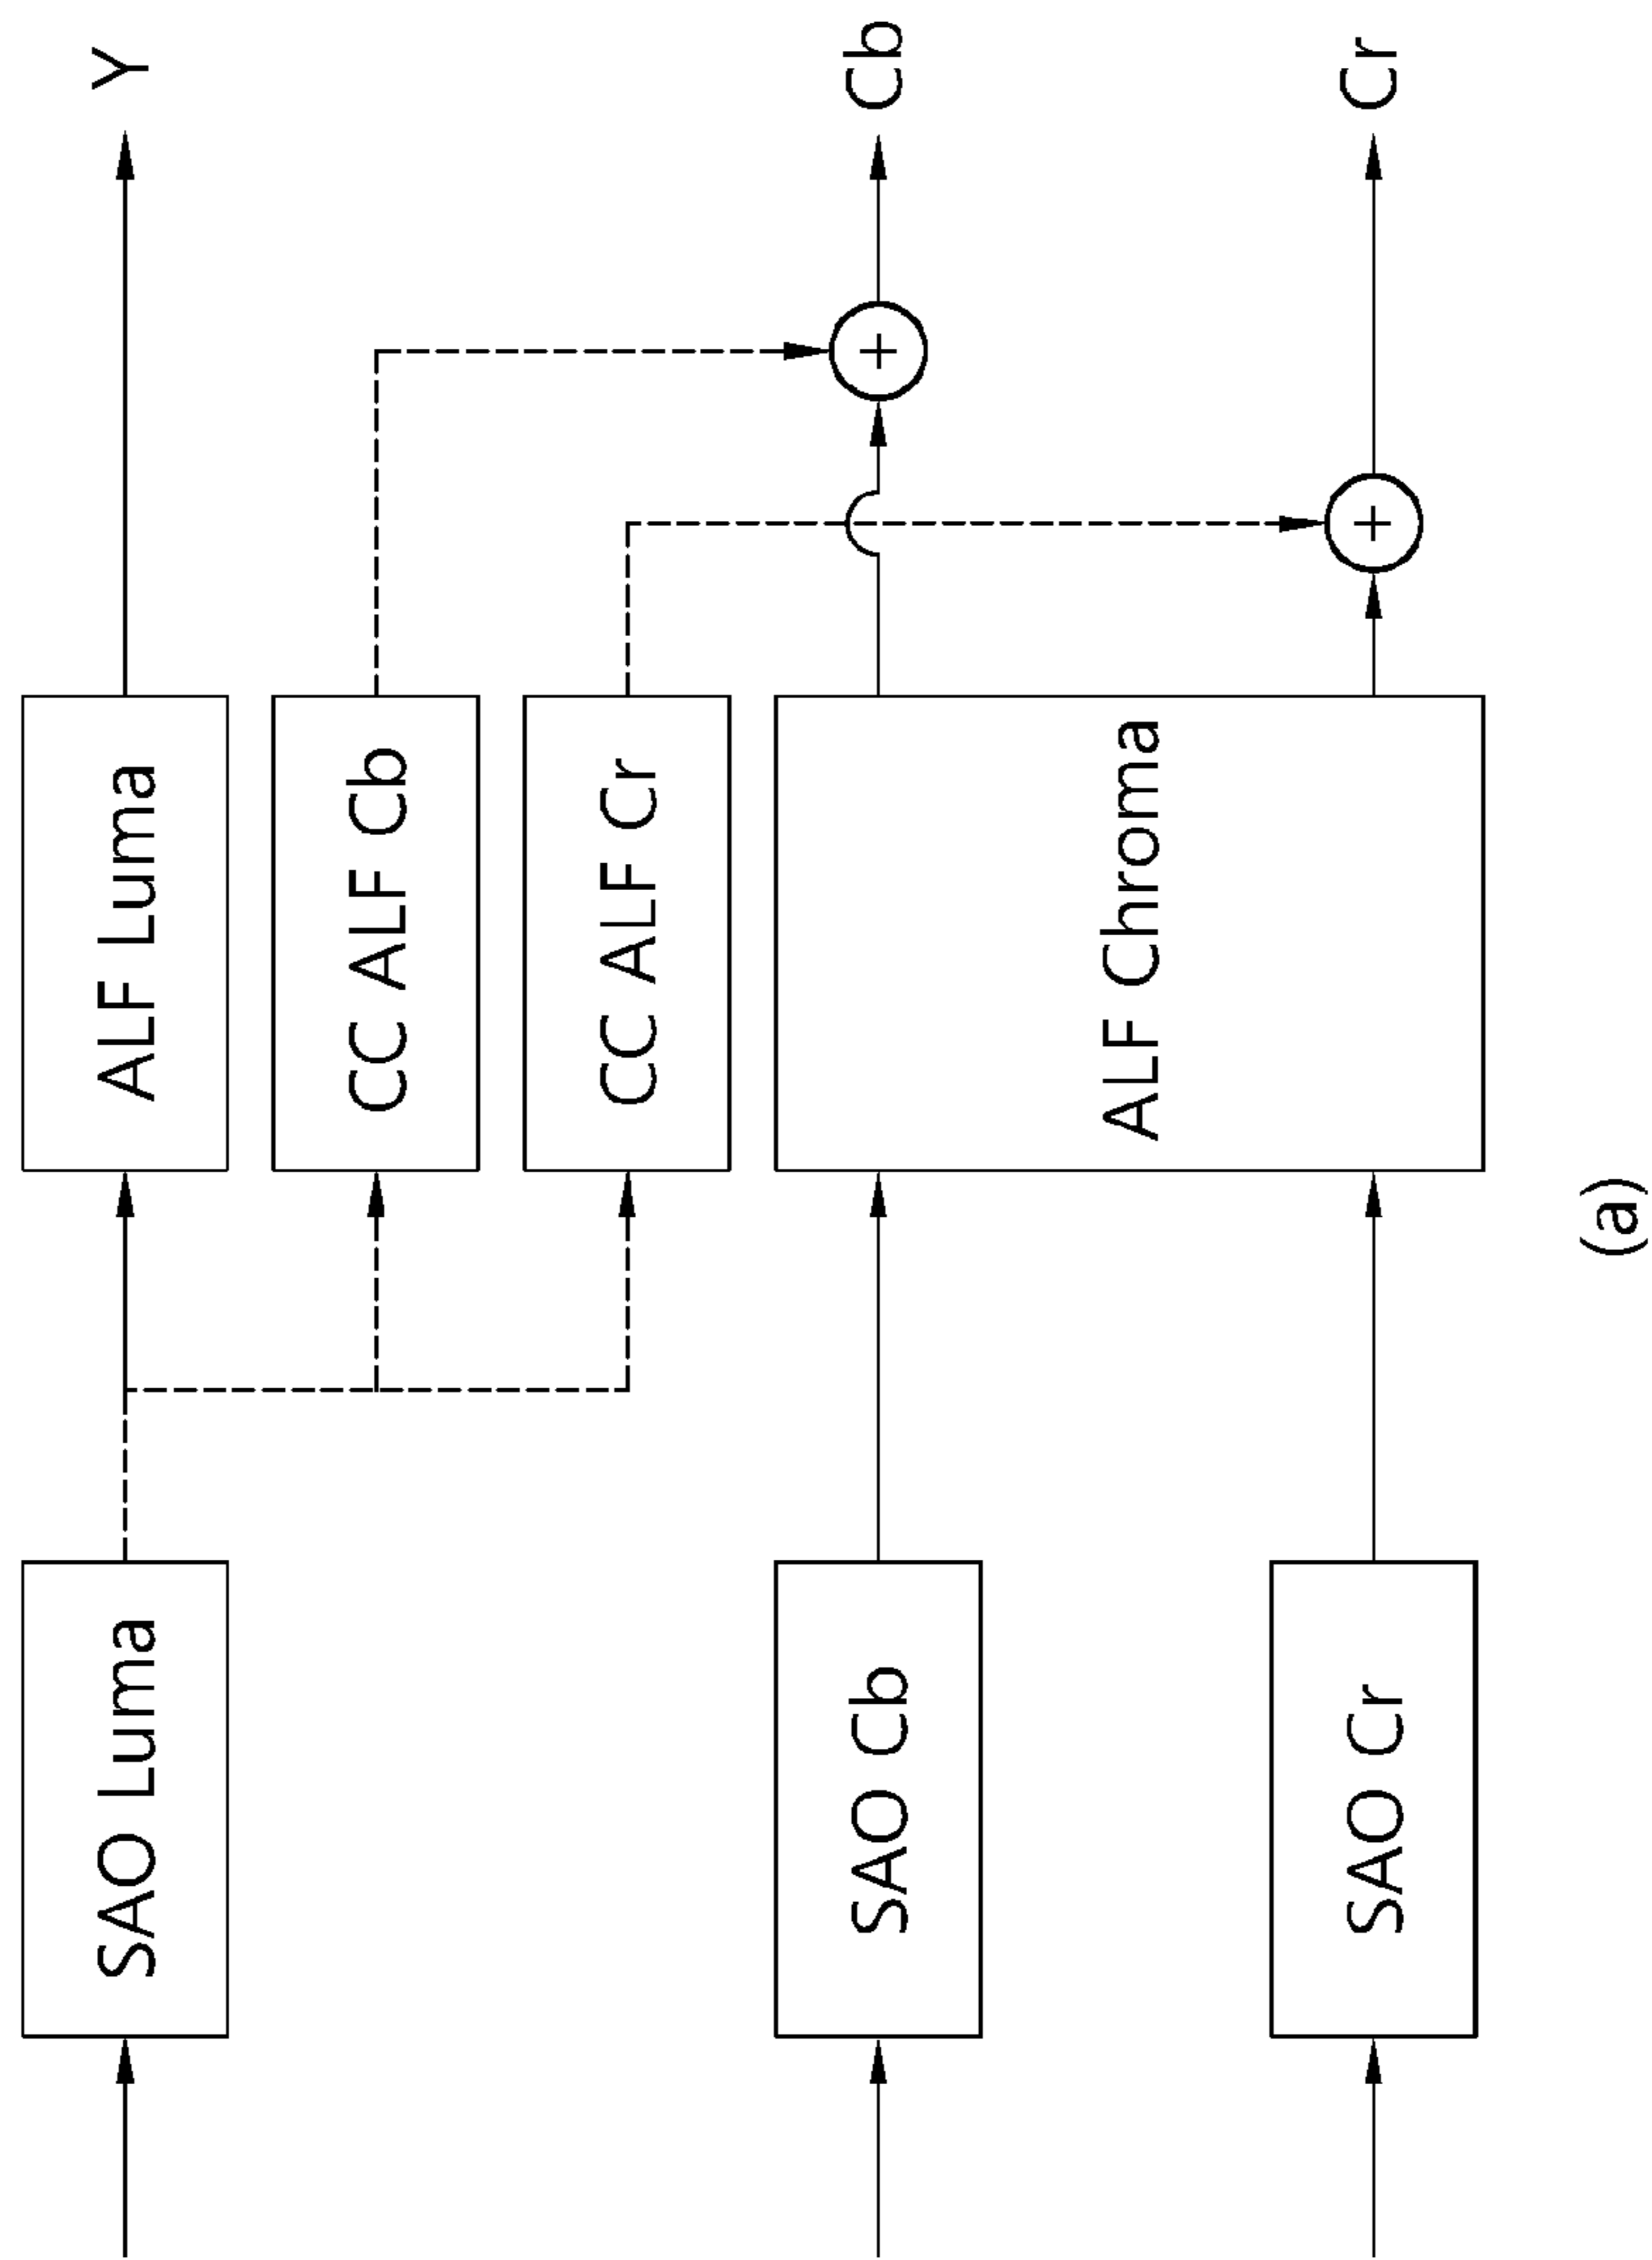 SAO Luma
ALF Luma
Y
CC ALF Cb
CC ALF Cr
SAO Cb
ALF Chroma
+
Cb
SAO Cr
+
Cr
(a)